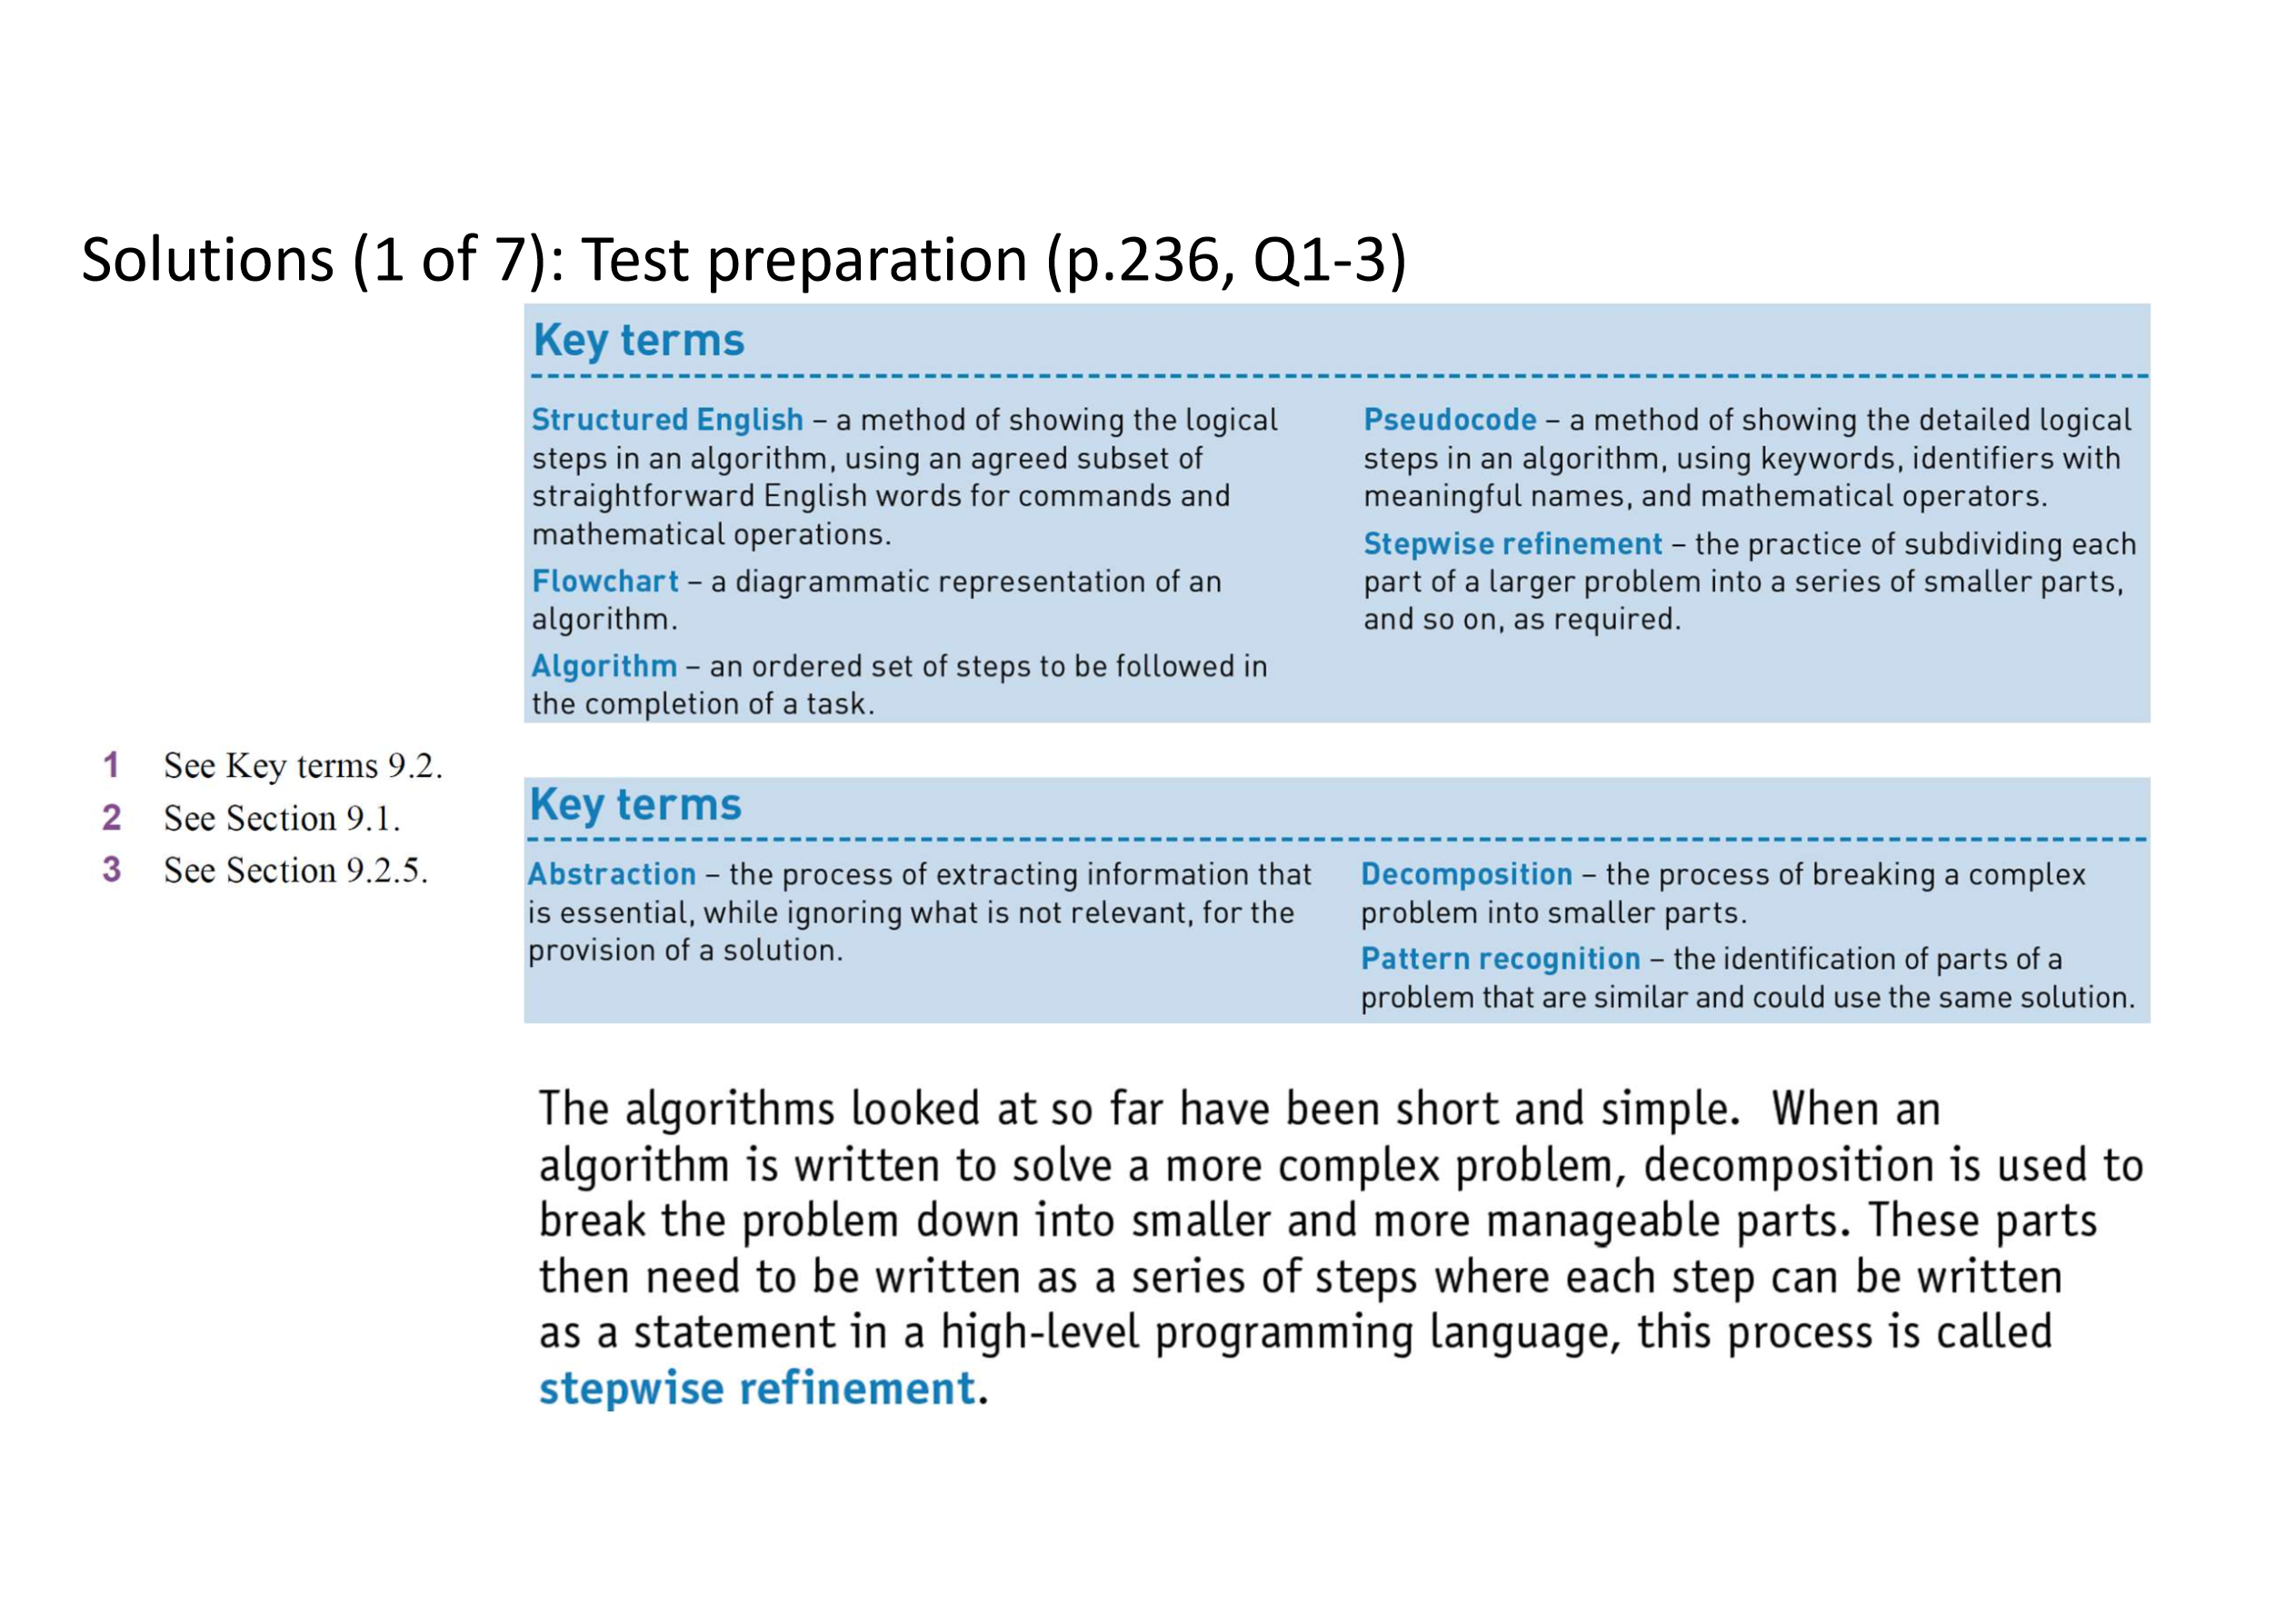 Solutions (1 of 7): Test preparation (p.236, Q1-3)
Key terms
Structured English – a method of showing the logical
steps in an algorithm, using an agreed subset of
straightforward English words for commands and
mathematical operations.
Flowchart – a diagrammatic representation of an
algorithm.
Algorithm – an ordered set of steps to be followed in
the completion of a task.
Pseudocode – a method of showing the detailed logical
steps in an algorithm, using keywords, identifiers with
meaningful names, and mathematical operators.
Stepwise refinement – the practice of subdividing each
part of a larger problem into a series of smaller parts,
and so on, as required.
1 See Key terms 9.2.
2 See Section 9.1.
3 See Section 9.2.5.
Key terms
Abstraction – the process of extracting information that
is essential, while ignoring what is not relevant, for the
provision of a solution.
Decomposition – the process of breaking a complex
problem into smaller parts.
Pattern recognition – the identification of parts of a
problem that are similar and could use the same solution.
The algorithms looked at so far have been short and simple. When an
algorithm is written to solve a more complex problem, decomposition is used to
break the problem down into smaller and more manageable parts. These parts
then need to be written as a series of steps where each step can be written
as a statement in a high-level programming language, this process is called
stepwise refinement.